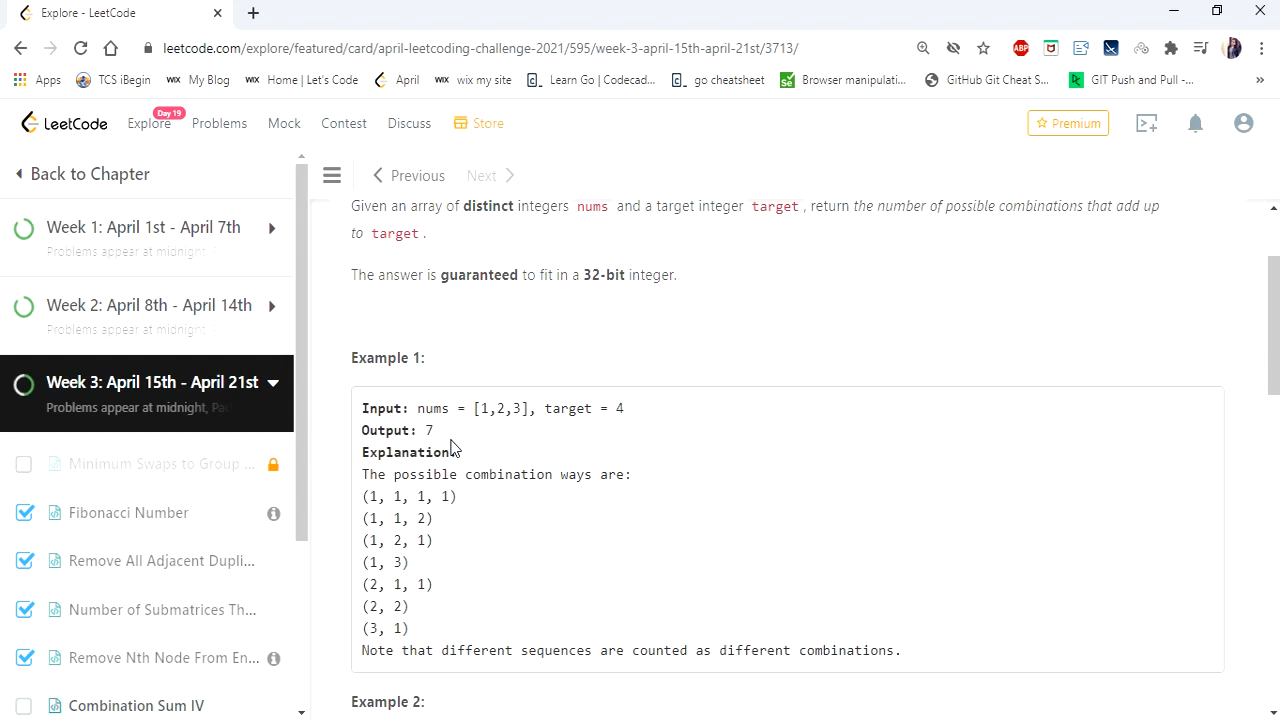 Explore - LeetCode
leetcode.com/explore/featured/card/april-leetcoding-challenge-2021/595/week-3-april-15th-april-21st/3713/
Apps TCS iBegin My Blog Home | Let's Code April wix my site Learn Go | Codecad... go cheatsheet Browser manipulati... GitHub Git Cheat S... GIT Push and Pull -... »
LeetCode Explore Day 19 Problems Mock Contest Discuss Store Premium
Back to Chapter
Previous Next
Week 1: April 1st - April 7th
Problems appear at midnight
Week 2: April 8th - April 14th
Problems appear at midnight
Week 3: April 15th - April 21st
Problems appear at midnight, Pa
Minimum Swaps to Group ...
Fibonacci Number
Remove All Adjacent Dupli...
Number of Submatrices Th...
Remove Nth Node From En...
Combination Sum IV
Given an array of distinct integers nums and a target integer target, return the number of possible combinations that add up
to target.
The answer is guaranteed to fit in a 32-bit integer.
Example 1:
Input: nums = [1,2,3], target = 4
Output: 7
Explanation
The possible combination ways are:
(1, 1, 1, 1)
(1, 1, 2)
(1, 2, 1)
(1, 3)
(2, 1, 1)
(2, 2)
(3, 1)
Note that different sequences are counted as different combinations.
Example 2: